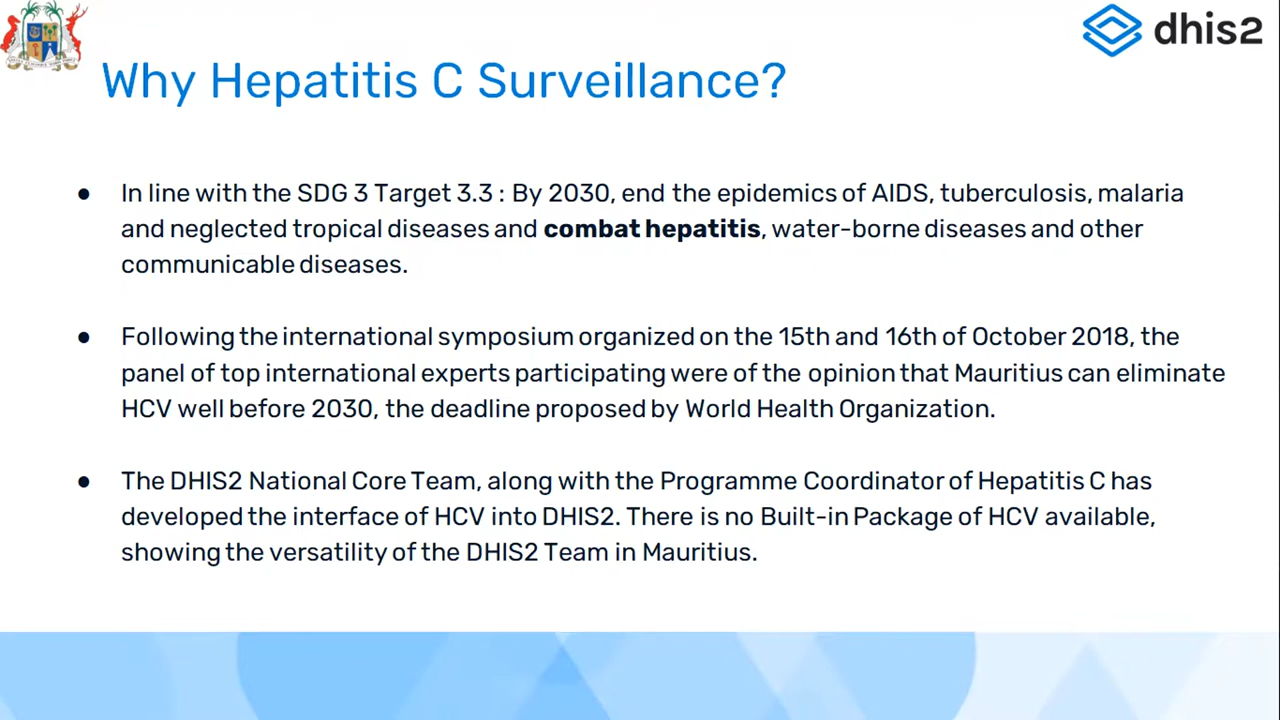 dhis2
Why Hepatitis C Surveillance?
● In line with the SDG 3 Target 3.3 : By 2030, end the epidemics of AIDS, tuberculosis, malaria
and neglected tropical diseases and combat hepatitis, water-borne diseases and other
communicable diseases.
● Following the international symposium organized on the 15th and 16th of October 2018, the
panel of top international experts participating were of the opinion that Mauritius can eliminate
HCV well before 2030, the deadline proposed by World Health Organization.
● The DHIS2 National Core Team, along with the Programme Coordinator of Hepatitis C has
developed the interface of HCV into DHIS2. There is no Built-in Package of HCV available,
showing the versatility of the DHIS2 Team in Mauritius.